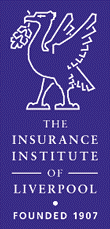 THE
INSURANCE
INSTITUTE
OF
LIVERPOOL
FOUNDED 1907